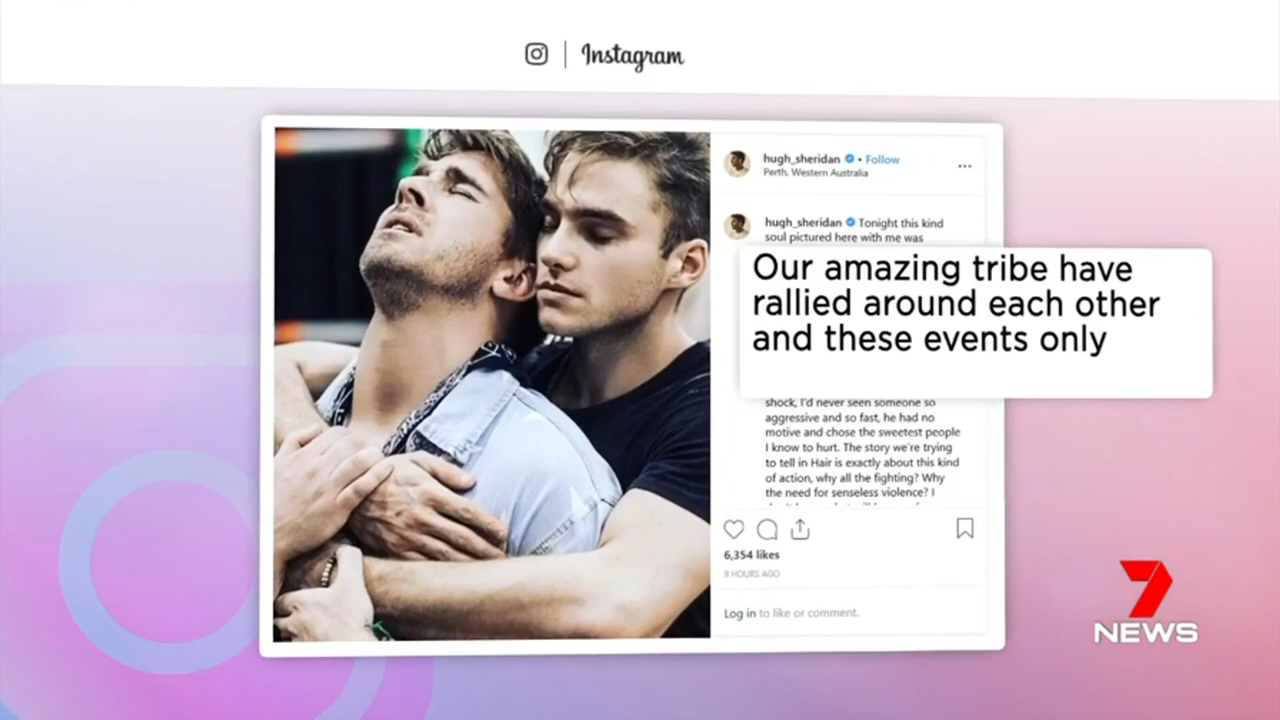 Instagram
hugh_sheridan • Follow
Perth, Western Australia
hugh_sheridan Tonight this kind
soul pictured here with me was
Our amazing tribe have
rallied around each other
and these events only
shock, I'd never seen someone so
aggressive and so fast, he had no
motive and chose the sweetest people
I know to hurt. The story we're trying
to tell in Hair is exactly about this kind
of action, why all the fighting? Why
the need for senseless violence? I
6,354 likes
9 HOURS AGO
Log in to like or comment.
7
NEWS